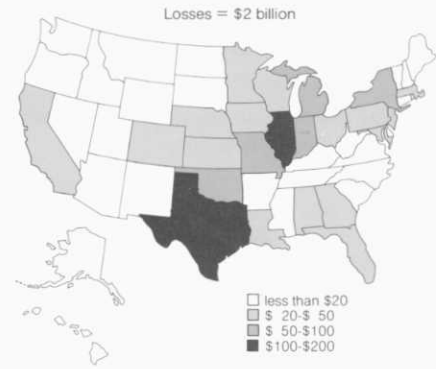 Losses = $2 billion
less than $20
$ 20-$ 50
$ 50-$100
$100-$200